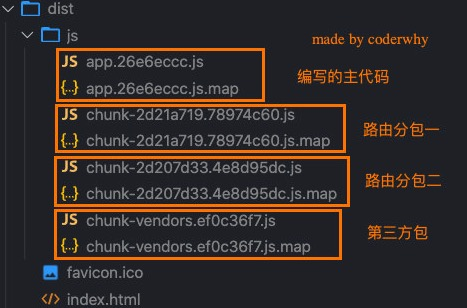 dist
js
made by coderwhy
JS app.26e6eccc.js
{..} app.26e6eccc.js.map
编写的主代码
JS chunk-2d21a719.78974c60.js
{..} chunk-2d21a719.78974c60.js.map
路由分包一
JS chunk-2d207d33.4e8d95dc.js
{..} chunk-2d207d33.4e8d95dc.js.map
路由分包二
JS chunk-vendors.ef0c36f7.js
{..} chunk-vendors.ef0c36f7.js.map
第三方包
favicon.ico
<> index.html